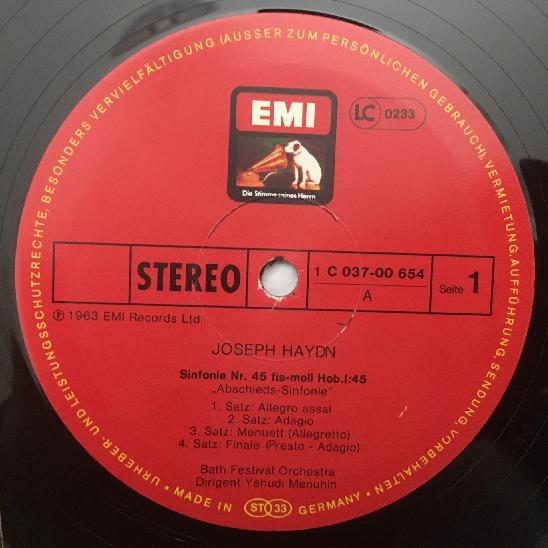 URHEBER- UND LEISTUNGSSCHUTZRECHTE, BESONDERS VERVIELFÄLTIGUNG (AUSSER ZUM PERSÖNLICHEN GEBRAUCH), VERMIETUNG, AUFFÜHRUNG, SENDUNG, VORBEHALTEN
EMI
LC 0233
Die Stimme seines Herrn
STEREO
1 C 037-00 654
A
Seite 1
℗ 1963 EMI Records Ltd.
JOSEPH HAYDN
Sinfonie Nr. 45 fis-moll Hob.I:45
„Abschieds-Sinfonie"
1. Satz: Allegro assai
2. Satz: Adagio
3. Satz: Menuett (Allegretto)
4. Satz: Finale (Presto - Adagio)
Bath Festival Orchestra
Dirigent Yehudi Menuhin
• MADE IN ST 33 GERMANY •